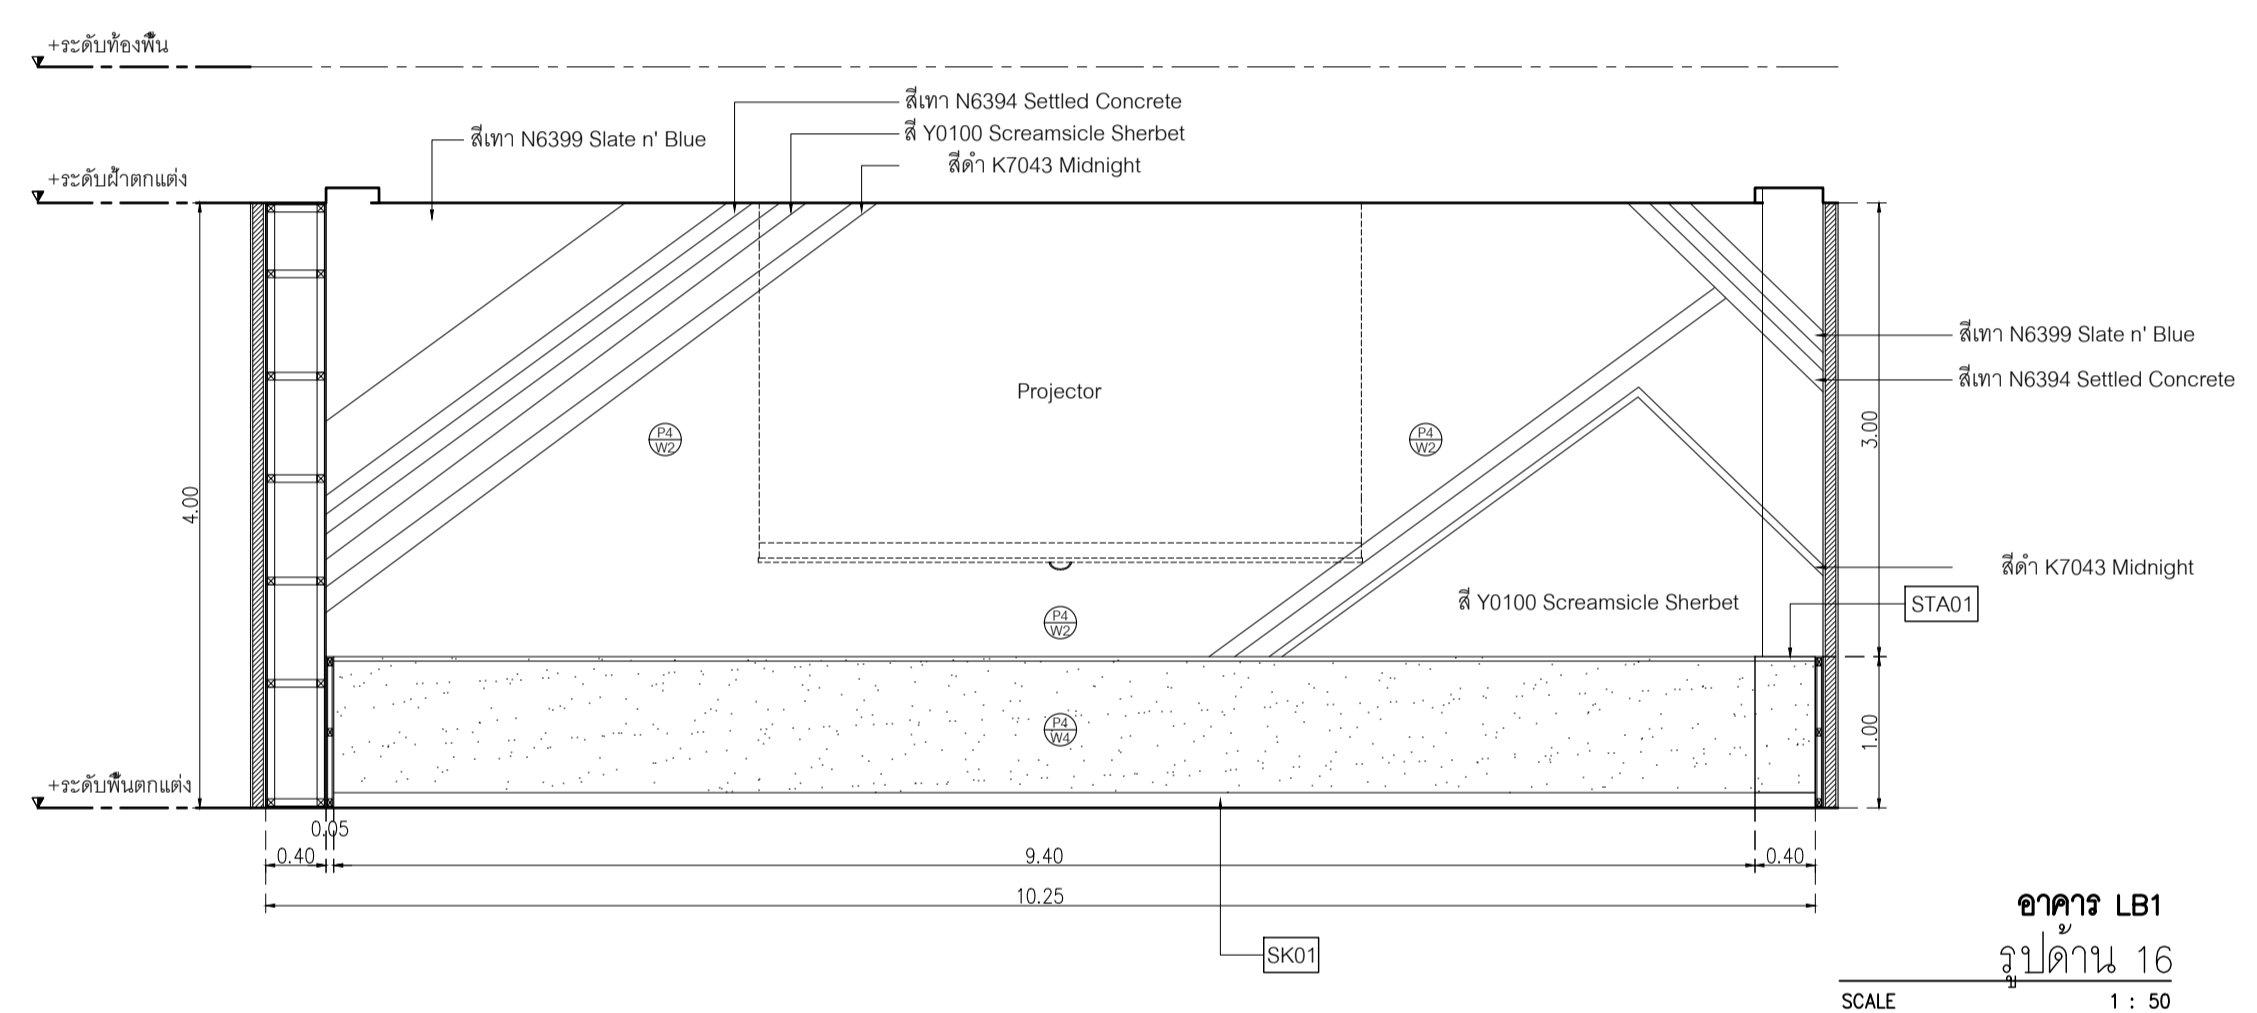 +ระดับท้องพื้น
สีเทา N6394 Settled Concrete
สี Y0100 Screamsicle Sherbet
สีเทา N6399 Slate n' Blue
สีดำ K7043 Midnight
+ระดับฝ้าตกแต่ง
สีเทา N6399 Slate n' Blue
สีเทา N6394 Settled Concrete
Projector
3.00
P4
W2
P4
W2
4.00
สีดำ K7043 Midnight
สี Y0100 Screamsicle Sherbet
STA01
P4
W2
P4
W4
1.00
+ระดับพื้นตกแต่ง
0.05
0.40
9.40
0.40
10.25
SK01
อาคาร LB1
รูปด้าน 16
SCALE 1 : 50